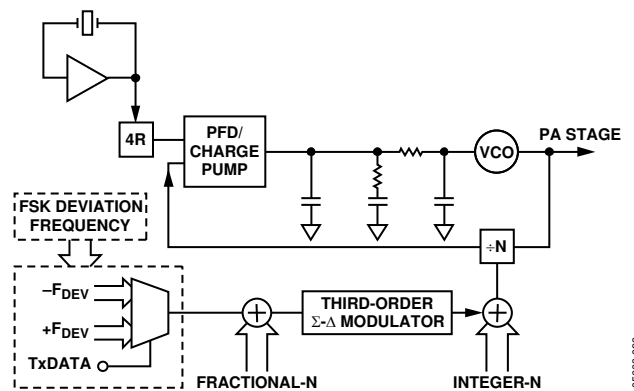 4R
PFD/
CHARGE
PUMP
VCO
PA STAGE
FSK DEVIATION
FREQUENCY
÷N
–FDEV
+FDEV
TxDATA
THIRD-ORDER
Σ-Δ MODULATOR
FRACTIONAL-N
INTEGER-N